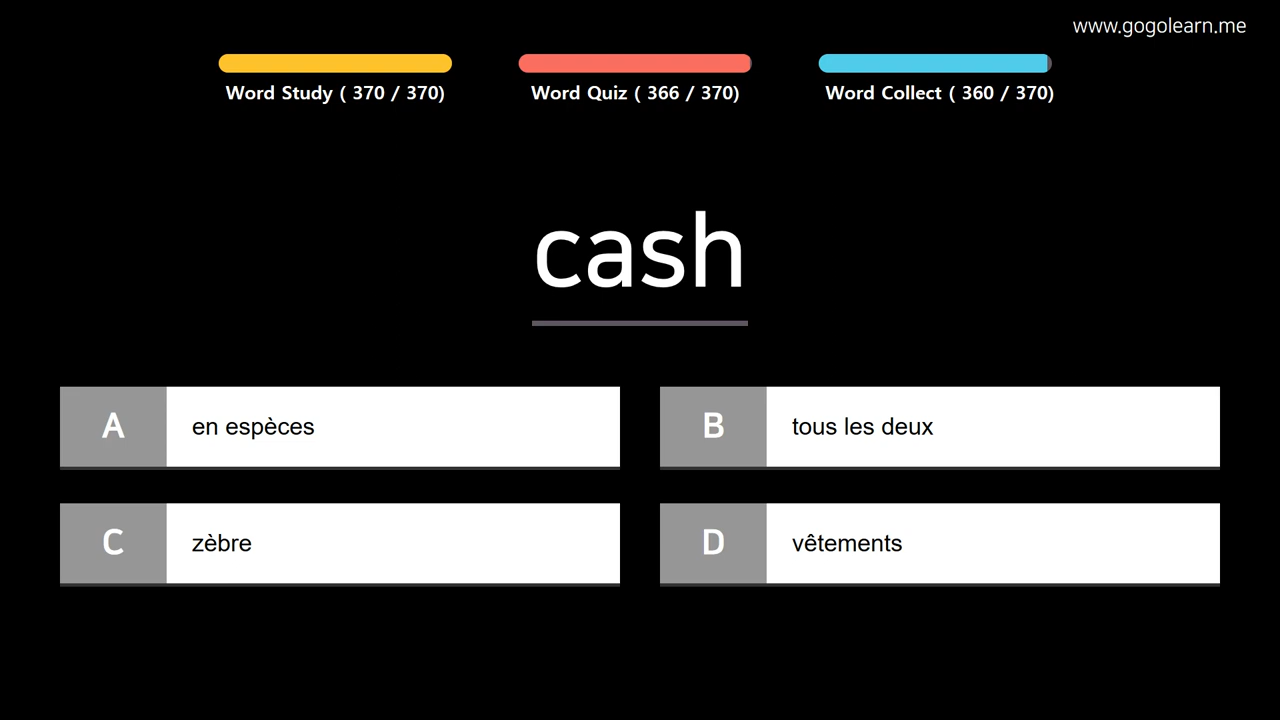 www.gogolearn.me
Word Study ( 370 / 370)
Word Quiz ( 366 / 370)
Word Collect ( 360 / 370)
cash
A en espèces
B tous les deux
C zèbre
D vêtements